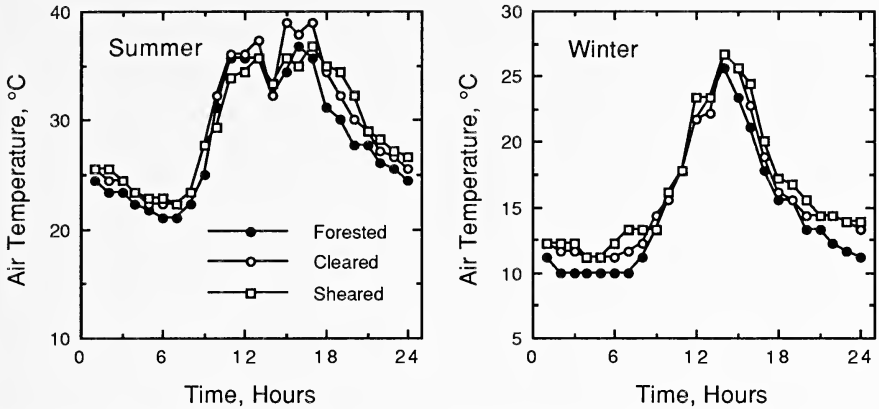 Summer
Air Temperature, °C
40
30
20
10
0
6
12
18
24
Time, Hours
Forested
Cleared
Sheared
Winter
Air Temperature, °C
30
25
20
15
10
5
0
6
12
18
24
Time, Hours